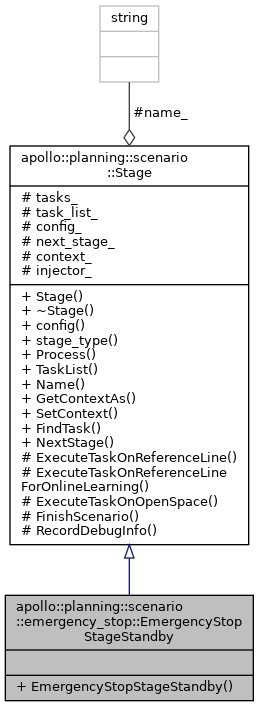 string
#name_
apollo::planning::scenario
::Stage
# tasks_
# task_list_
# config_
# next_stage_
# context_
# injector_
+ Stage()
+ ~Stage()
+ config()
+ stage_type()
+ Process()
+ TaskList()
+ Name()
+ GetContextAs()
+ SetContext()
+ FindTask()
+ NextStage()
# ExecuteTaskOnReferenceLine()
# ExecuteTaskOnReferenceLine
ForOnlineLearning()
# ExecuteTaskOnOpenSpace()
# FinishScenario()
# RecordDebugInfo()
apollo::planning::scenario
::emergency_stop::EmergencyStop
StageStandby
+ EmergencyStopStageStandby()